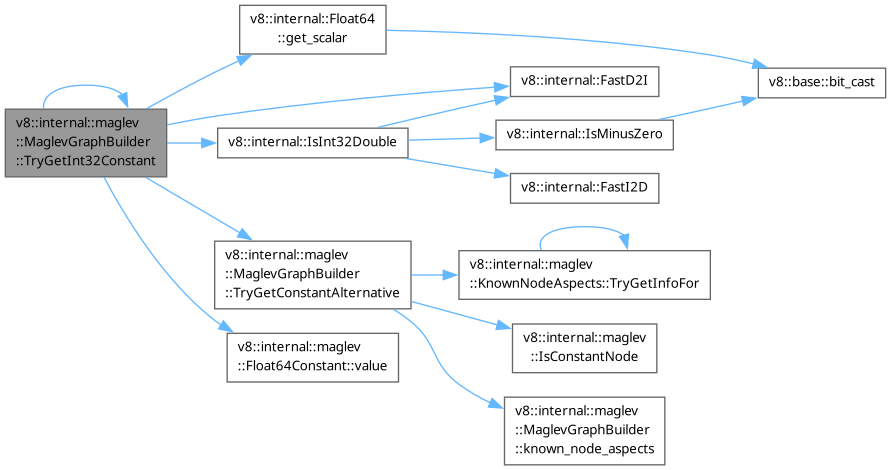 v8::internal::maglev
::MaglevGraphBuilder
::TryGetInt32Constant
v8::internal::Float64
::get_scalar
v8::base::bit_cast
v8::internal::FastD2I
v8::internal::IsInt32Double
v8::internal::IsMinusZero
v8::internal::FastI2D
v8::internal::maglev
::MaglevGraphBuilder
::TryGetConstantAlternative
v8::internal::maglev
::KnownNodeAspects::TryGetInfoFor
v8::internal::maglev
::IsConstantNode
v8::internal::maglev
::Float64Constant::value
v8::internal::maglev
::MaglevGraphBuilder
::known_node_aspects